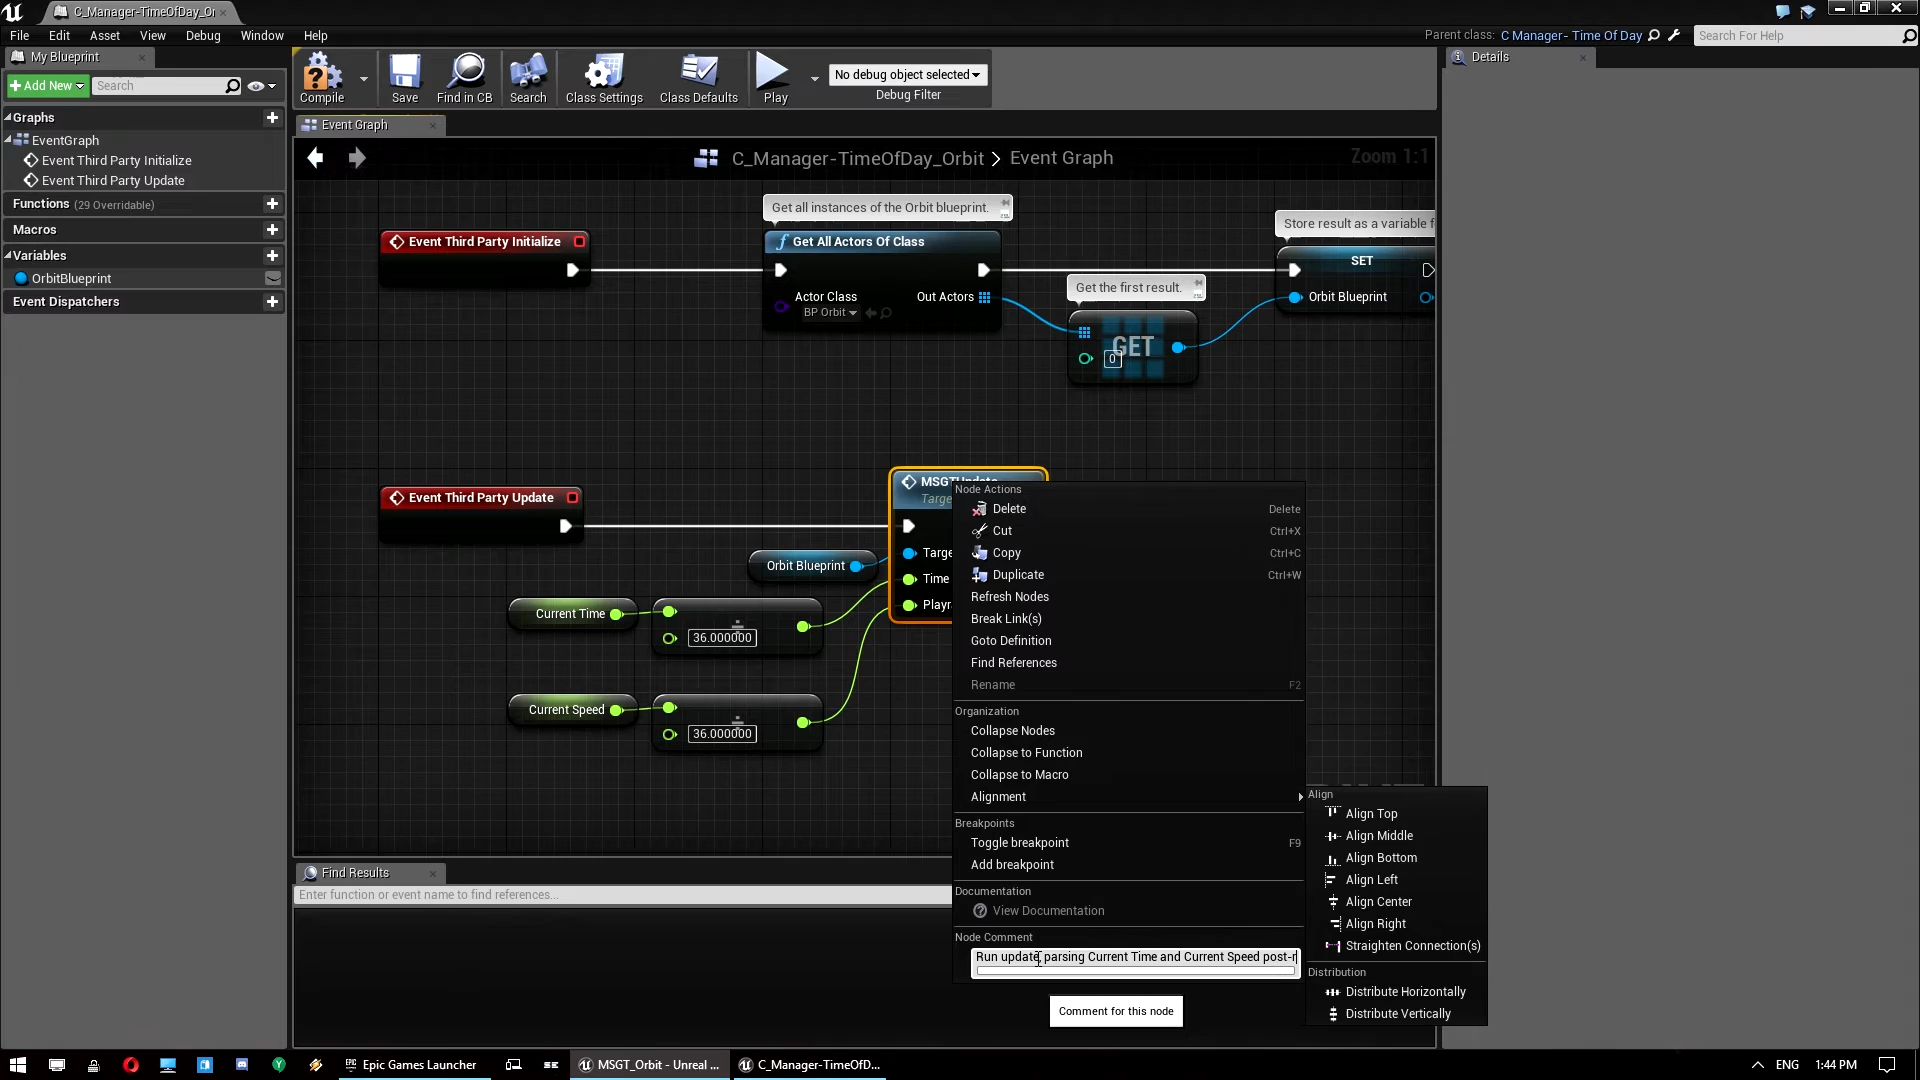 C_Manager-TimeOfDay_Or
File Edit Asset View Debug Window Help
Parent class: C Manager- Time Of Day
Search For Help
My Blueprint
Add New
Search
Graphs
EventGraph
Event Third Party Initialize
Event Third Party Update
Functions (29 Overridable)
Macros
Variables
OrbitBlueprint
Event Dispatchers
Compile
Save
Find in CB
Search
Class Settings
Class Defaults
Play
No debug object selected
Debug Filter
Details
Event Graph
C_Manager-TimeOfDay_Orbit > Event Graph
Zoom 1:1
Get all instances of the Orbit blueprint.
Store result as a variable f
Event Third Party Initialize
Get All Actors Of Class
SET
Get the first result.
Actor Class
Out Actors
Orbit Blueprint
BP Orbit
GET
0
Event Third Party Update
MSGTUpdate
Targe
Orbit Blueprint
Targe
Time
Playr
Current Time
36.000000
Current Speed
36.000000
Node Actions
Delete Delete
Cut Ctrl+X
Copy Ctrl+C
Duplicate Ctrl+W
Refresh Nodes
Break Link(s)
Goto Definition
Find References
Rename F2
Organization
Collapse Nodes
Collapse to Function
Collapse to Macro
Alignment
Breakpoints
Toggle breakpoint F9
Add breakpoint
Documentation
View Documentation
Node Comment
Run update, parsing Current Time and Current Speed post-r
Comment for this node
Align
Align Top
Align Middle
Align Bottom
Align Left
Align Center
Align Right
Straighten Connection(s)
Distribution
Distribute Horizontally
Distribute Vertically
Find Results
Enter function or event name to find references...
Epic Games Launcher
MSGT_Orbit - Unreal ...
C_Manager-TimeOfD...
ENG
1:44 PM